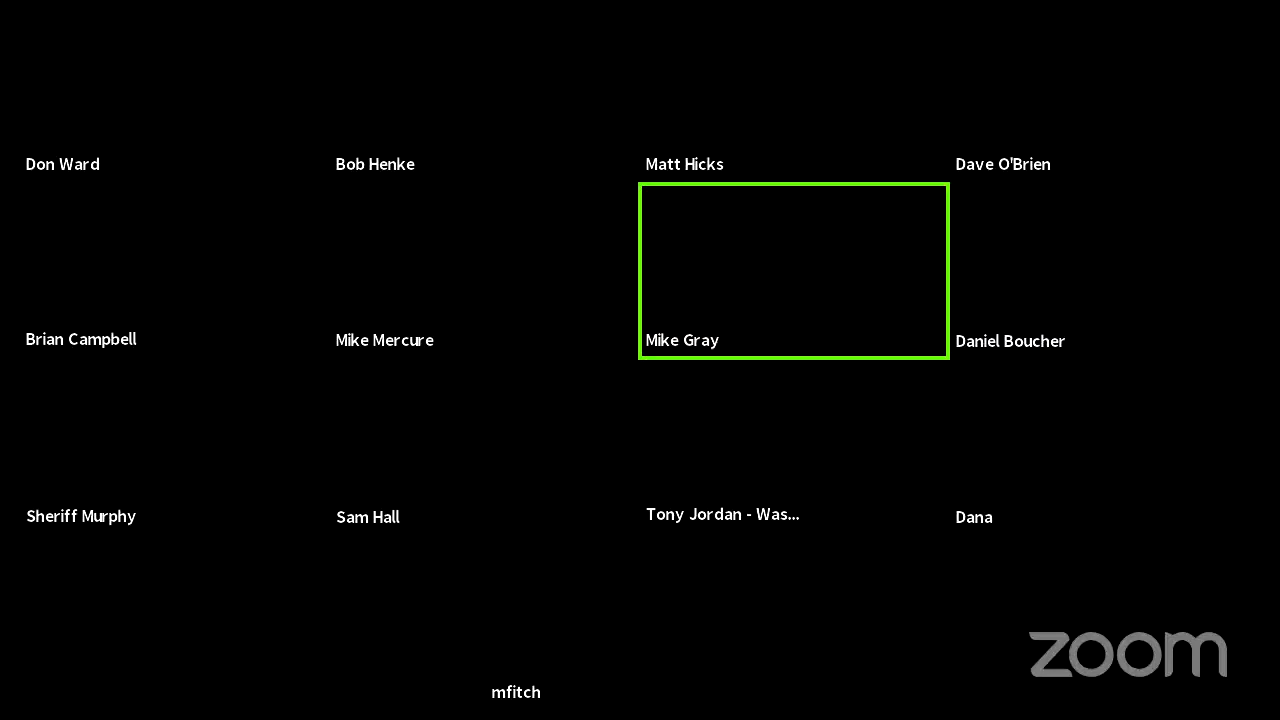 Don Ward
Bob Henke
Matt Hicks
Dave O'Brien
Brian Campbell
Mike Mercure
Mike Gray
Daniel Boucher
Sheriff Murphy
Sam Hall
Tony Jordan - Was...
Dana
zoom
mfitch